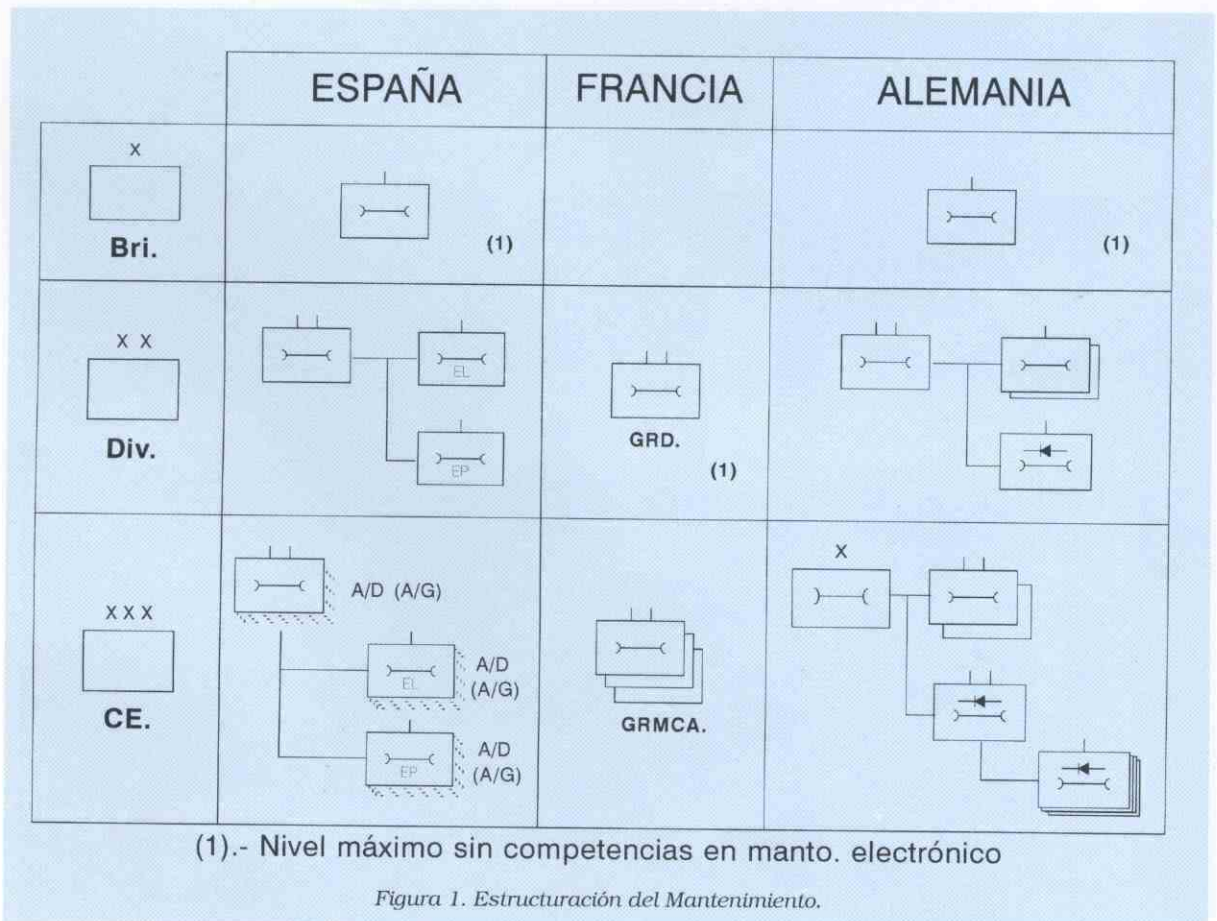 ESPAÑA FRANCIA ALEMANIA
X
Bri.
(1)
(1)
X X
Div.
EL
EP
GRD.
(1)
X X X
CE.
A/D (A/G)
EL
A/D
(A/G)
EP
A/D
(A/G)
GRMCA.
X
(1).- Nivel máximo sin competencias en manto. electrónico
Figura 1. Estructuración del Mantenimiento.